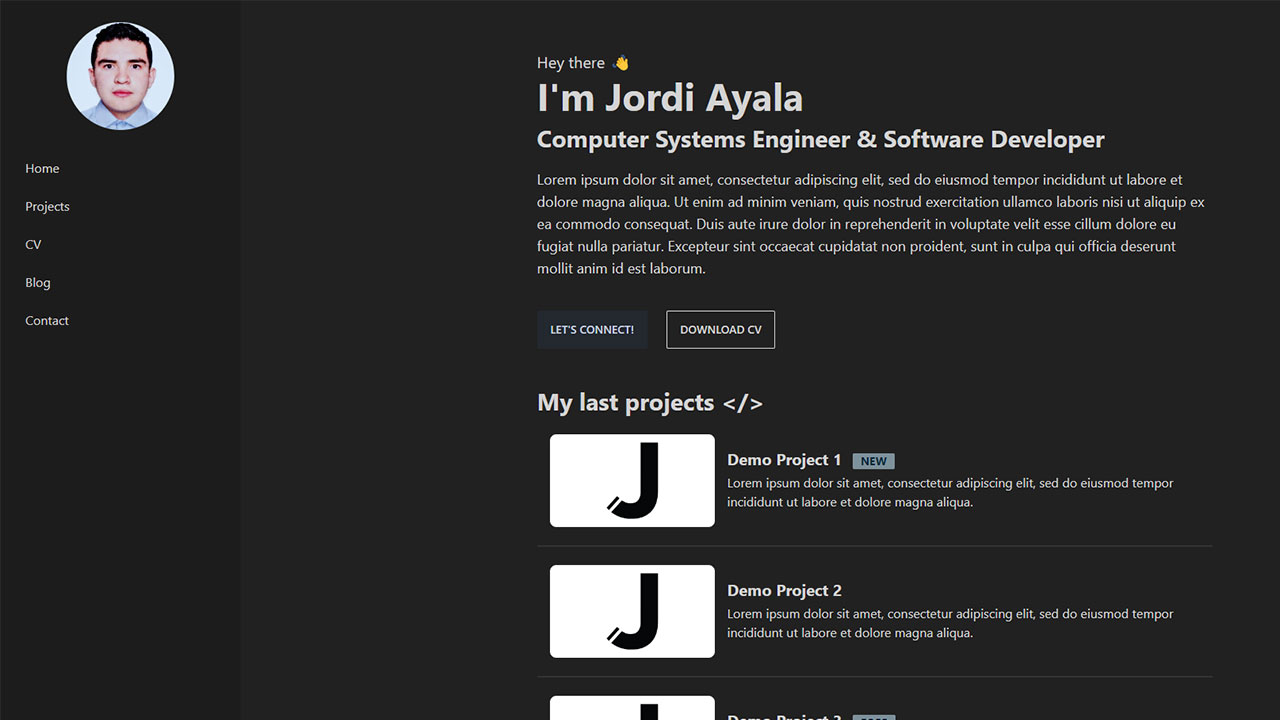 Home
Projects
CV
Blog
Contact
Hey there 👋
I'm Jordi Ayala
Computer Systems Engineer & Software Developer
Lorem ipsum dolor sit amet, consectetur adipiscing elit, sed do eiusmod tempor incididunt ut labore et
dolore magna aliqua. Ut enim ad minim veniam, quis nostrud exercitation ullamco laboris nisi ut aliquip ex
ea commodo consequat. Duis aute irure dolor in reprehenderit in voluptate velit esse cillum dolore eu
fugiat nulla pariatur. Excepteur sint occaecat cupidatat non proident, sunt in culpa qui officia deserunt
mollit anim id est laborum.
LET'S CONNECT!
DOWNLOAD CV
My last projects </>
J
Demo Project 1 NEW
Lorem ipsum dolor sit amet, consectetur adipiscing elit, sed do eiusmod tempor
incididunt ut labore et dolore magna aliqua.
J
Demo Project 2
Lorem ipsum dolor sit amet, consectetur adipiscing elit, sed do eiusmod tempor
incididunt ut labore et dolore magna aliqua.
Demo Project 3